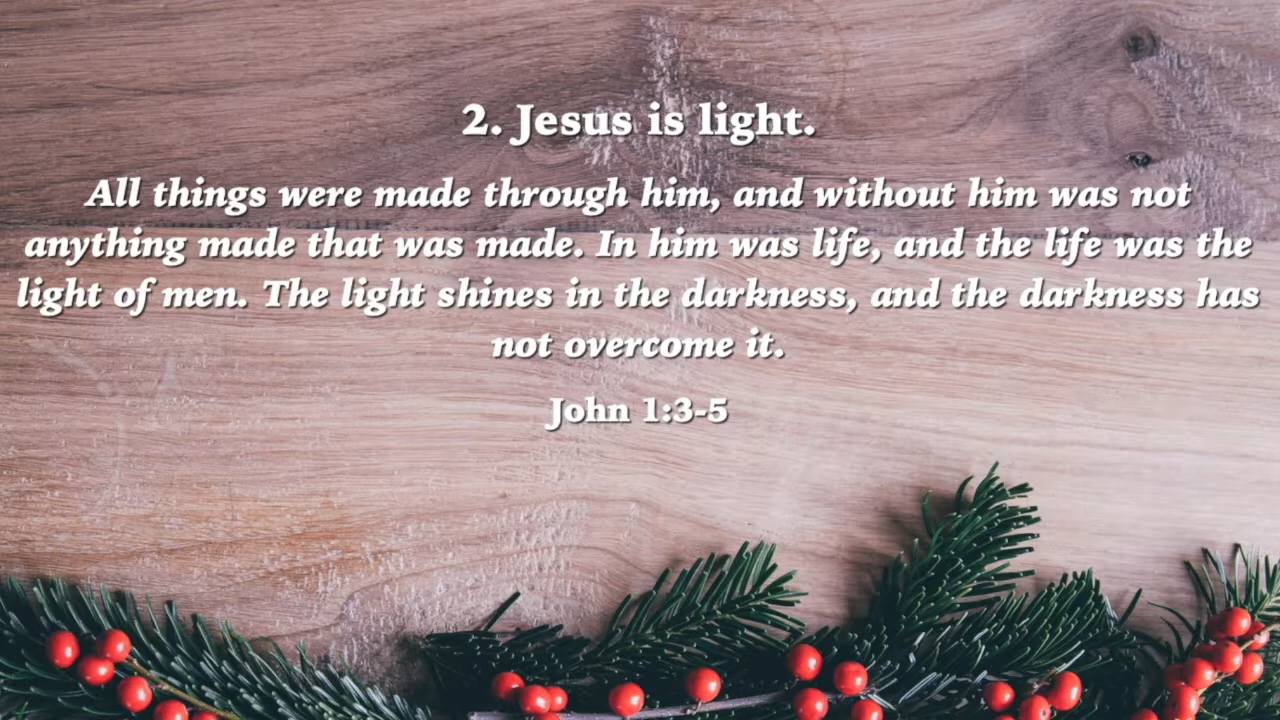 2. Jesus is light.
All things were made through him, and without him was not
anything made that was made. In him was life, and the life was the
light of men. The light shines in the darkness, and the darkness has
not overcome it.
John 1:3-5